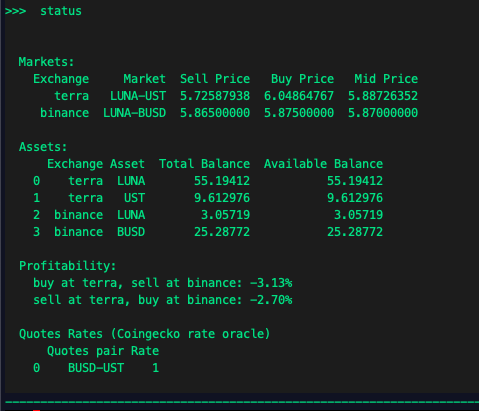 >>> status
Markets:
Exchange Market Sell Price Buy Price Mid Price
terra LUNA-UST 5.72587938 6.04864767 5.88726352
binance LUNA-BUSD 5.86500000 5.87500000 5.87000000
Assets:
Exchange Asset Total Balance Available Balance
0 terra LUNA 55.19412 55.19412
1 terra UST 9.612976 9.612976
2 binance LUNA 3.05719 3.05719
3 binance BUSD 25.28772 25.28772
Profitability:
buy at terra, sell at binance: -3.13%
sell at terra, buy at binance: -2.70%
Quotes Rates (Coingecko rate oracle)
Quotes pair Rate
0 BUSD-UST 1